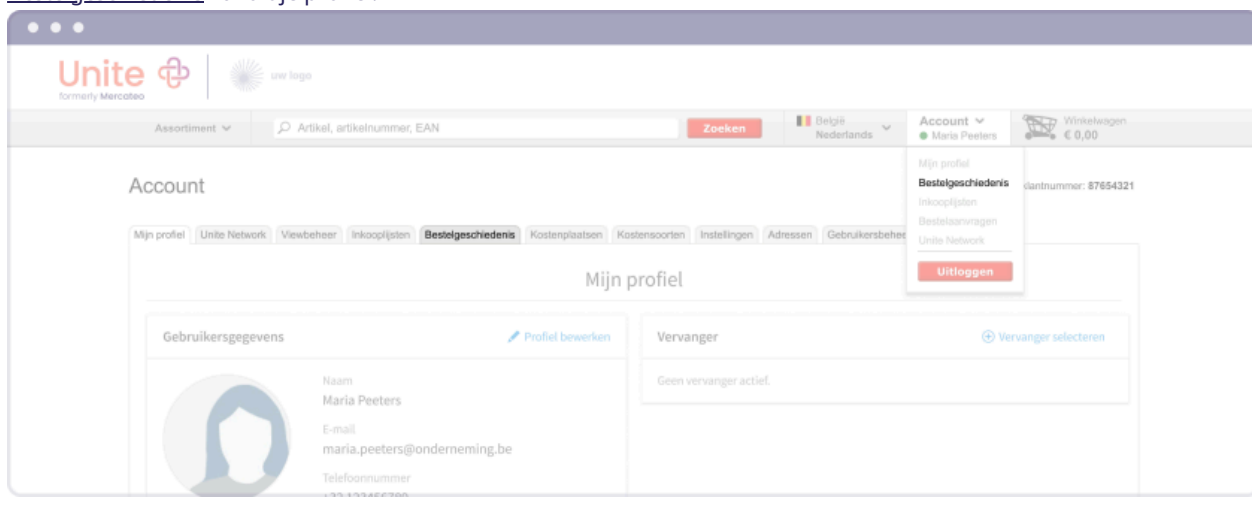 Unite
formerly Mercateo
uw logo
Assortiment
Artikel, artikelnummer, EAN
Zoeken
België
Nederlands
Account
Maria Peeters
Winkelwagen
€ 0,00
Mijn profiel
Bestelgeschiedenis
Inkooplijsten
Bestelaanvragen
Unite Network
Uitloggen
Account
klantnummer: 87654321
Mijn profiel Unite Network Viewbeheer Inkooplijsten Bestelgeschiedenis Kostenplaatsen Kostensoorten Instellingen Adressen
Mijn profiel
Gebruikersgegevens
Profiel bewerken
Vervanger
Vervanger selecteren
Naam
Maria Peeters
Geen vervanger actief.
E-mail
maria.peeters@onderneming.be
Telefoonnummer